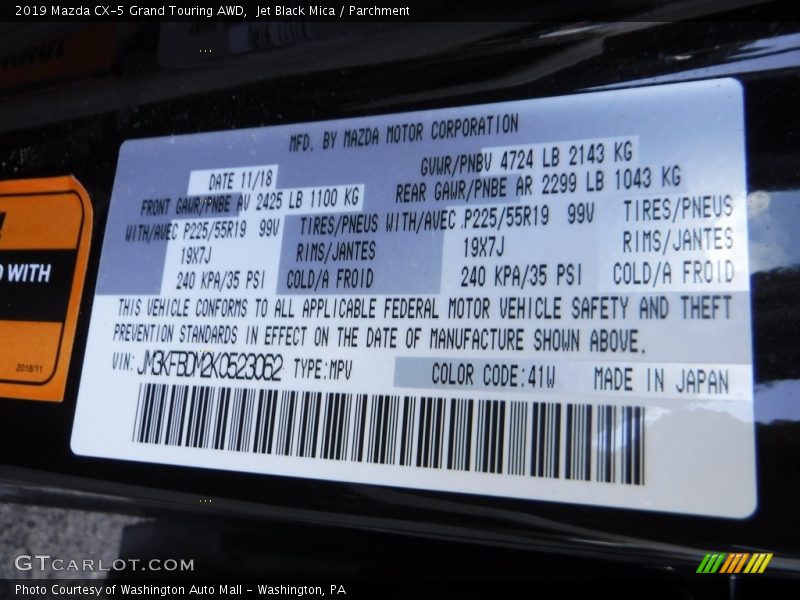 2019 Mazda CX-5 Grand Touring AWD, Jet Black Mica / Parchment
MFD. BY MAZDA MOTOR CORPORATION
DATE 11/18 GVWR/PNBV 4724 LB 2143 KG
FRONT GAWR/PNBE AV 2425 LB 1100 KG REAR GAWR/PNBE AR 2299 LB 1043 KG
WITH/AVEC P225/55R19 99V TIRES/PNEUS WITH/AVEC P225/55R19 99V TIRES/PNEUS
19X7J RIMS/JANTES 19X7J RIMS/JANTES
240 KPA/35 PSI COLD/A FROID 240 KPA/35 PSI COLD/A FROID
THIS VEHICLE CONFORMS TO ALL APPLICABLE FEDERAL MOTOR VEHICLE SAFETY AND THEFT
PREVENTION STANDARDS IN EFFECT ON THE DATE OF MANUFACTURE SHOWN ABOVE.
VIN: JM3KFBDM2K0523062 TYPE:MPV COLOR CODE:41W MADE IN JAPAN
WITH
2018/11
GTCARLOT.COM
Photo Courtesy of Washington Auto Mall - Washington, PA